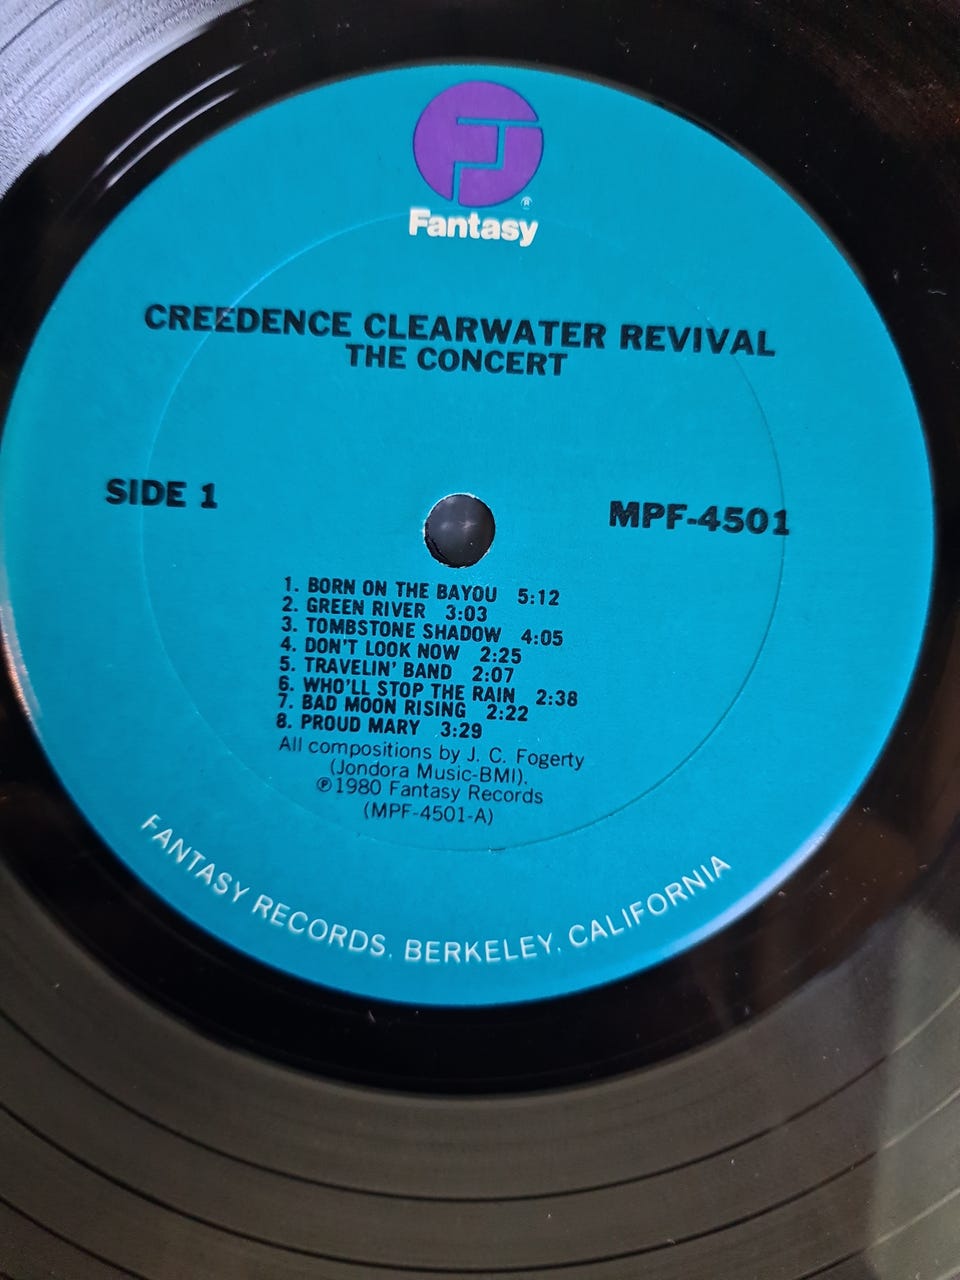 ®
Fantasy
CREEDENCE CLEARWATER REVIVAL
THE CONCERT
SIDE 1
MPF-4501
1. BORN ON THE BAYOU 5:12
2. GREEN RIVER 3:03
3. TOMBSTONE SHADOW 4:05
4. DON'T LOOK NOW 2:25
5. TRAVELIN' BAND 2:07
6. WHO'LL STOP THE RAIN 2:38
7. BAD MOON RISING 2:22
8. PROUD MARY 3:29
All compositions by J. C. Fogerty
(Jondora Music-BMI).
℗1980 Fantasy Records
(MPF-4501-A)
FANTASY RECORDS, BERKELEY, CALIFORNIA